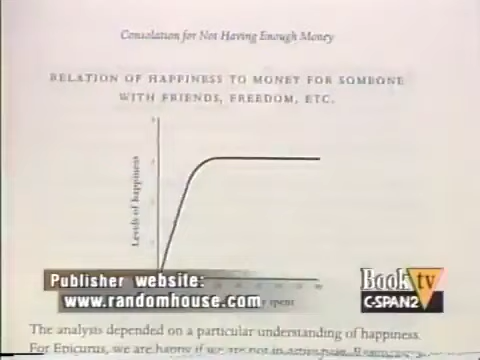 Consolation for Not Having Enough Money
RELATION OF HAPPINESS TO MONEY FOR SOMEONE
WITH FRIENDS, FREEDOM, ETC.
Levels of happiness
Publisher website:
www.randomhouse.com
spent
Book tv
C-SPAN2
The analysis depended on a particular understanding of happiness.
For Epicurus, we are happy if we are not in